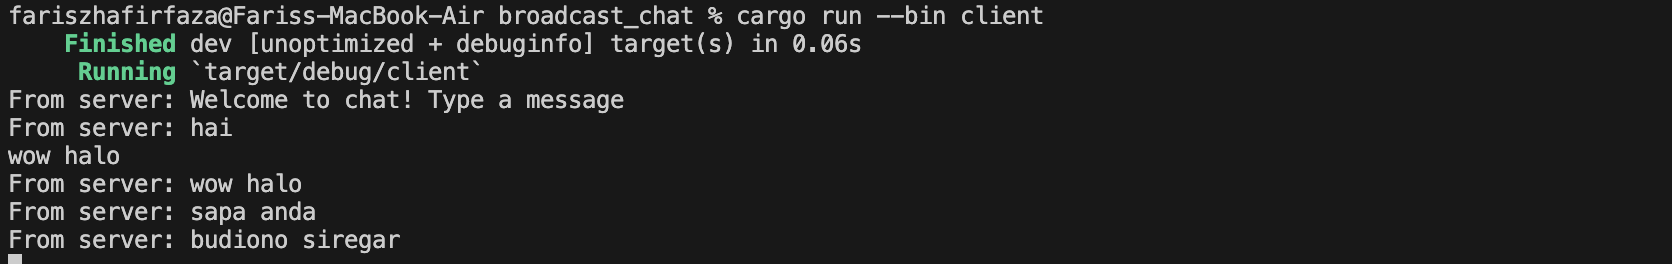 fariszhafirfaza@Fariss-MacBook-Air broadcast_chat % cargo run --bin client
    Finished dev [unoptimized + debuginfo] target(s) in 0.06s
     Running `target/debug/client`
From server: Welcome to chat! Type a message
From server: hai
wow halo
From server: wow halo
From server: sapa anda
From server: budiono siregar